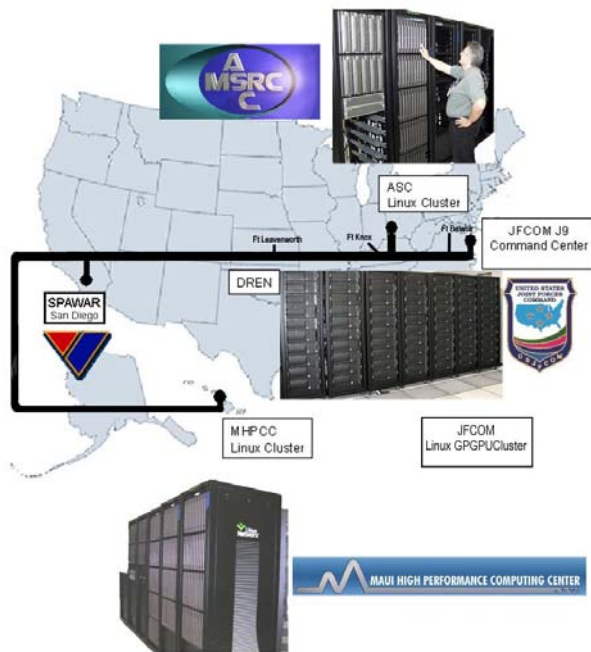 A
MSRC
C
ASC
Linux Cluster
Ft Leavenworth
Ft Knox
Ft Belvoir
JFCOM J9
Command Center
DREN
SPAWAR
San Diego
UNITED STATES
JOINT FORCES
COMMAND
USJFCOM
MHPCC
Linux Cluster
JFCOM
Linux GPGPUCluster
MAUI HIGH PERFORMANCE COMPUTING CENTER